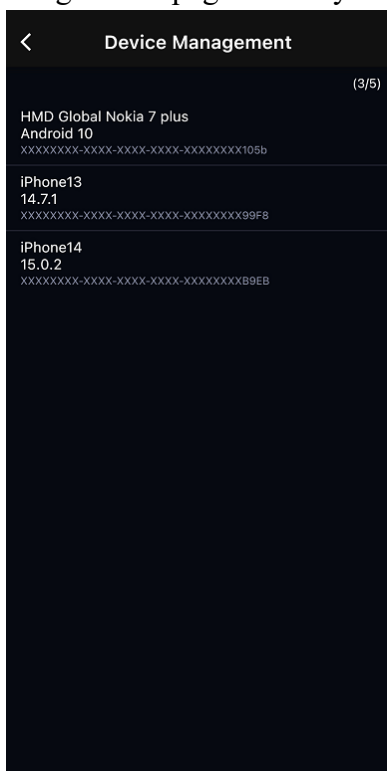 Device Management
(3/5)
HMD Global Nokia 7 plus
Android 10
XXXXXXXX-XXXX-XXXX-XXXX-XXXXXXXX105b
iPhone13
14.7.1
XXXXXXXX-XXXX-XXXX-XXXX-XXXXXXXX99F8
iPhone14
15.0.2
XXXXXXXX-XXXX-XXXX-XXXX-XXXXXXXXB9EB